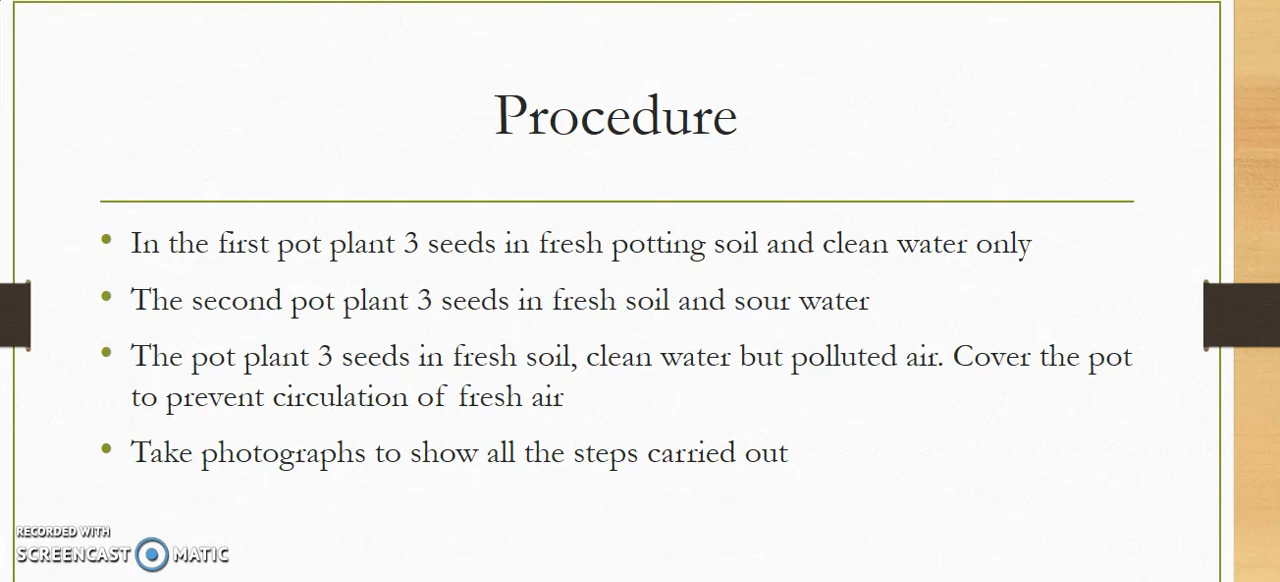 Procedure
• In the first pot plant 3 seeds in fresh potting soil and clean water only
• The second pot plant 3 seeds in fresh soil and sour water
• The pot plant 3 seeds in fresh soil, clean water but polluted air. Cover the pot
to prevent circulation of fresh air
• Take photographs to show all the steps carried out
RECORDED WITH
SCREENCAST MATIC